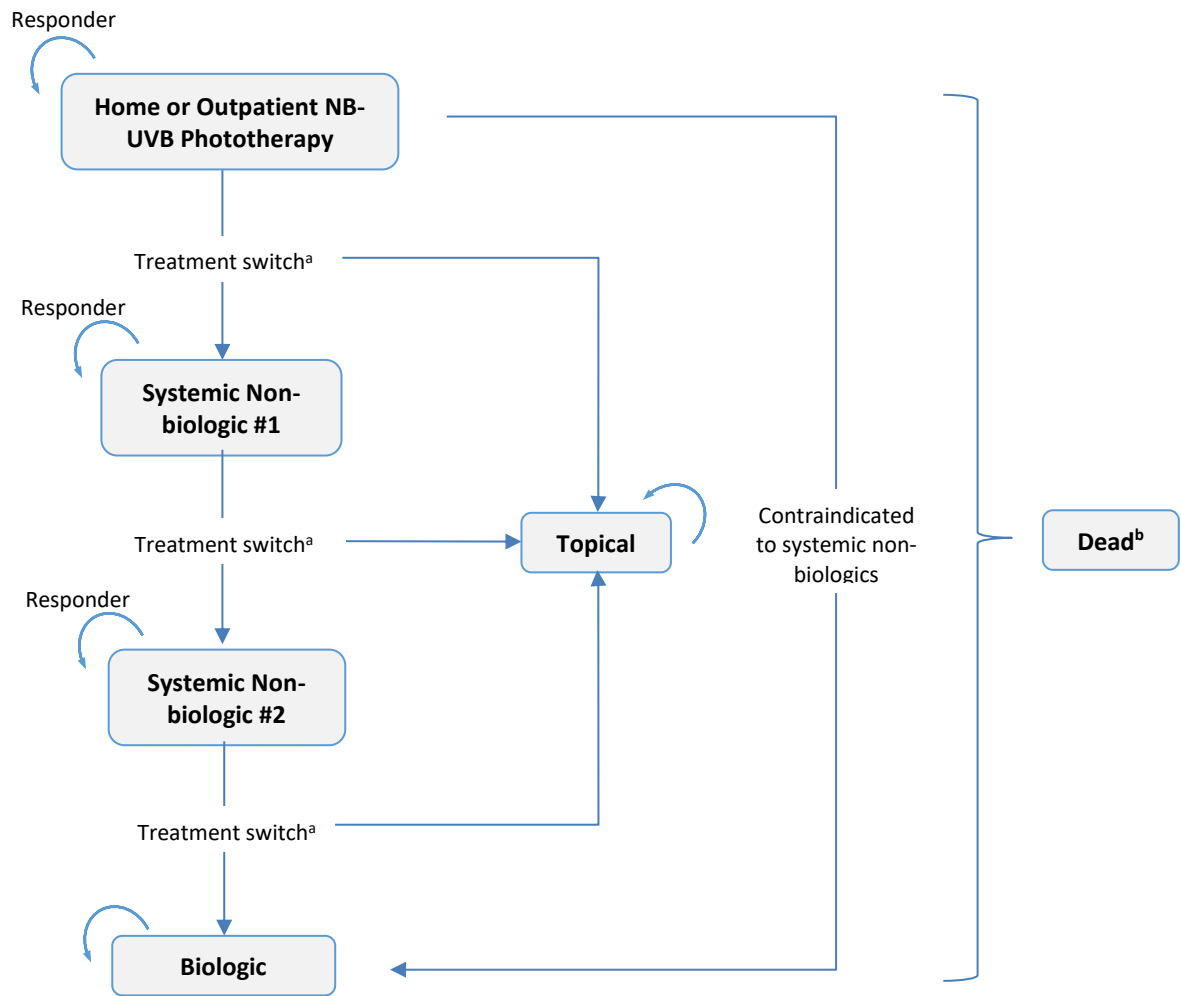 Responder
Home or Outpatient NB-
UVB Phototherapy
Treatment switchᵃ
Responder
Systemic Non-
biologic #1
Treatment switchᵃ
Topical
Contraindicated
to systemic non-
biologics
Deadᵇ
Responder
Systemic Non-
biologic #2
Treatment switchᵃ
Biologic